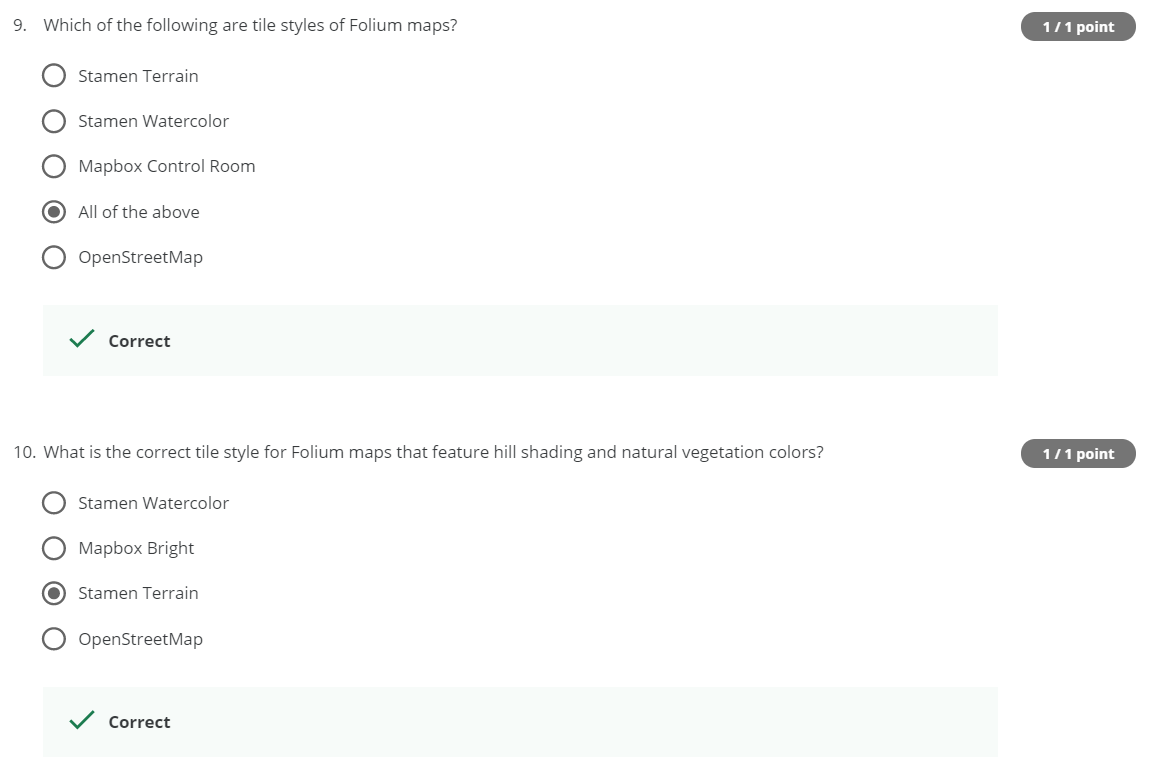 9. Which of the following are tile styles of Folium maps?
1 / 1 point
Stamen Terrain
Stamen Watercolor
Mapbox Control Room
All of the above
OpenStreetMap
Correct
10. What is the correct tile style for Folium maps that feature hill shading and natural vegetation colors?
1 / 1 point
Stamen Watercolor
Mapbox Bright
Stamen Terrain
OpenStreetMap
Correct